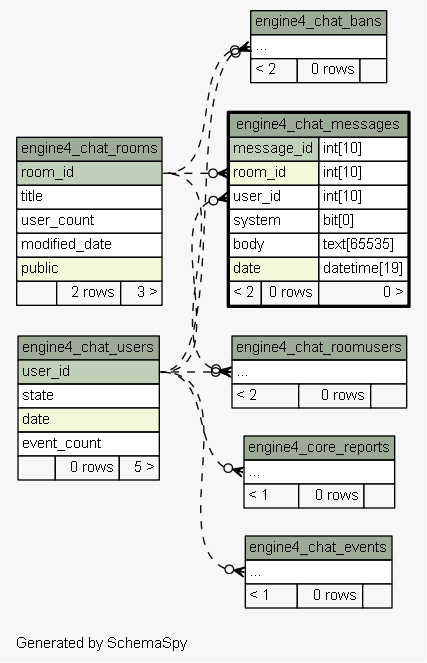 engine4_chat_bans
...
< 2 0 rows
engine4_chat_messages
message_id int[10]
room_id int[10]
user_id int[10]
system bit[0]
body text[65535]
date datetime[19]
< 2 0 rows 0 >
engine4_chat_rooms
room_id
title
user_count
modified_date
public
2 rows 3 >
engine4_chat_users
user_id
state
date
event_count
0 rows 5 >
engine4_chat_roomusers
...
< 2 0 rows
engine4_core_reports
...
< 1 0 rows
engine4_chat_events
...
< 1 0 rows
Generated by SchemaSpy